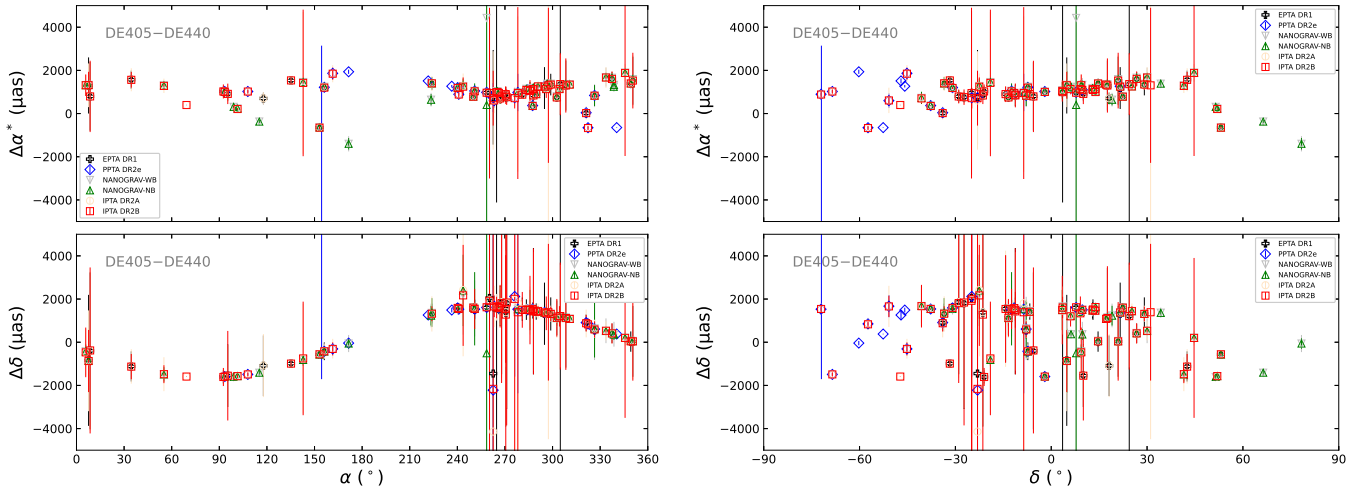 4000
2000
0
−2000
−4000
Δα* (μas)
DE405−DE440
EPTA DR1
PPTA DR2e
NANOGRAV-WB
NANOGRAV-NB
IPTA DR2A
IPTA DR2B
4000
2000
0
−2000
−4000
Δα* (μas)
DE405−DE440
EPTA DR1
PPTA DR2e
NANOGRAV-WB
NANOGRAV-NB
IPTA DR2A
IPTA DR2B
4000
2000
0
−2000
−4000
Δδ (μas)
DE405−DE440
EPTA DR1
PPTA DR2e
NANOGRAV-WB
NANOGRAV-NB
IPTA DR2A
IPTA DR2B
0 30 60 90 120 150 180 210 240 270 300 330 360
α (°)
4000
2000
0
−2000
−4000
Δδ (μas)
DE405−DE440
EPTA DR1
PPTA DR2e
NANOGRAV-WB
NANOGRAV-NB
IPTA DR2A
IPTA DR2B
−90 −60 −30 0 30 60 90
δ (°)